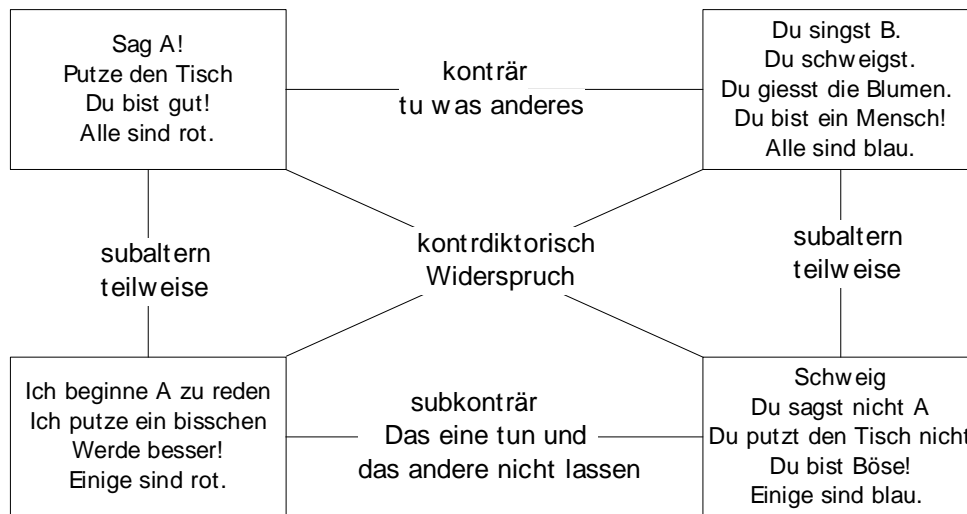 Sag A!
Putze den Tisch
Du bist gut!
Alle sind rot.
konträr
tu was anderes
Du singst B.
Du schweigst.
Du giesst die Blumen.
Du bist ein Mensch!
Alle sind blau.
subaltern
teilweise
kontrdiktorisch
Widerspruch
subaltern
teilweise
Ich beginne A zu reden
Ich putze ein bisschen
Werde besser!
Einige sind rot.
subkonträr
Das eine tun und
das andere nicht lassen
Schweig
Du sagst nicht A
Du putzt den Tisch nicht
Du bist Böse!
Einige sind blau.